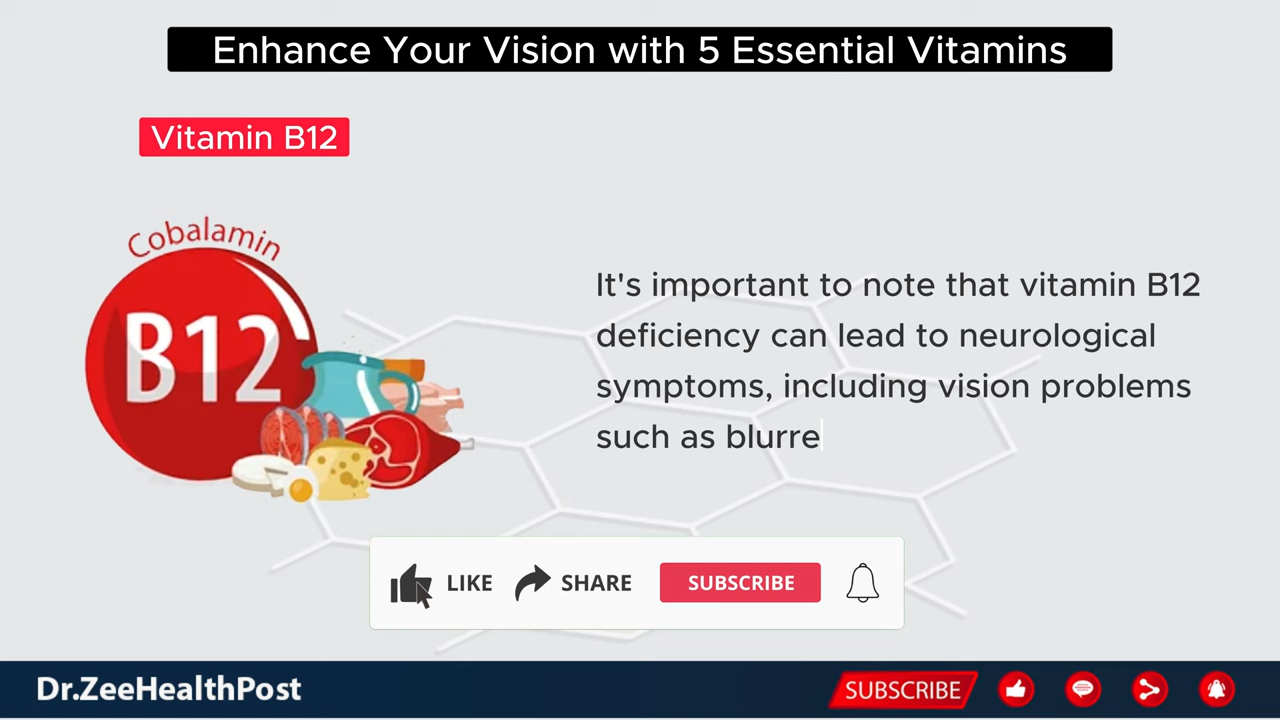 Enhance Your Vision with 5 Essential Vitamins
Vitamin B12
Cobalamin
B12
It's important to note that vitamin B12
deficiency can lead to neurological
symptoms, including vision problems
such as blurre
LIKE SHARE SUBSCRIBE
Dr.ZeeHealthPost SUBSCRIBE